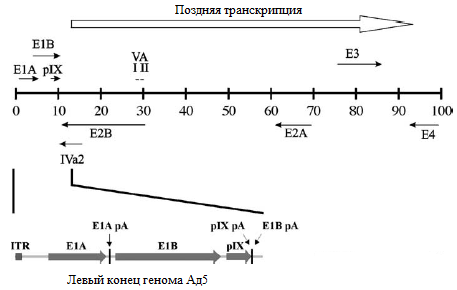 Поздняя транскрипция
E1B
VA
E3
E1A pIX
I II
0 10 20 30 40 50 60 70 80 90 100
E2B
E2A
E4
IVa2
E1A pA
pIX pA
E1B pA
ITR
E1A
E1B
pIX
Левый конец генома Ад5